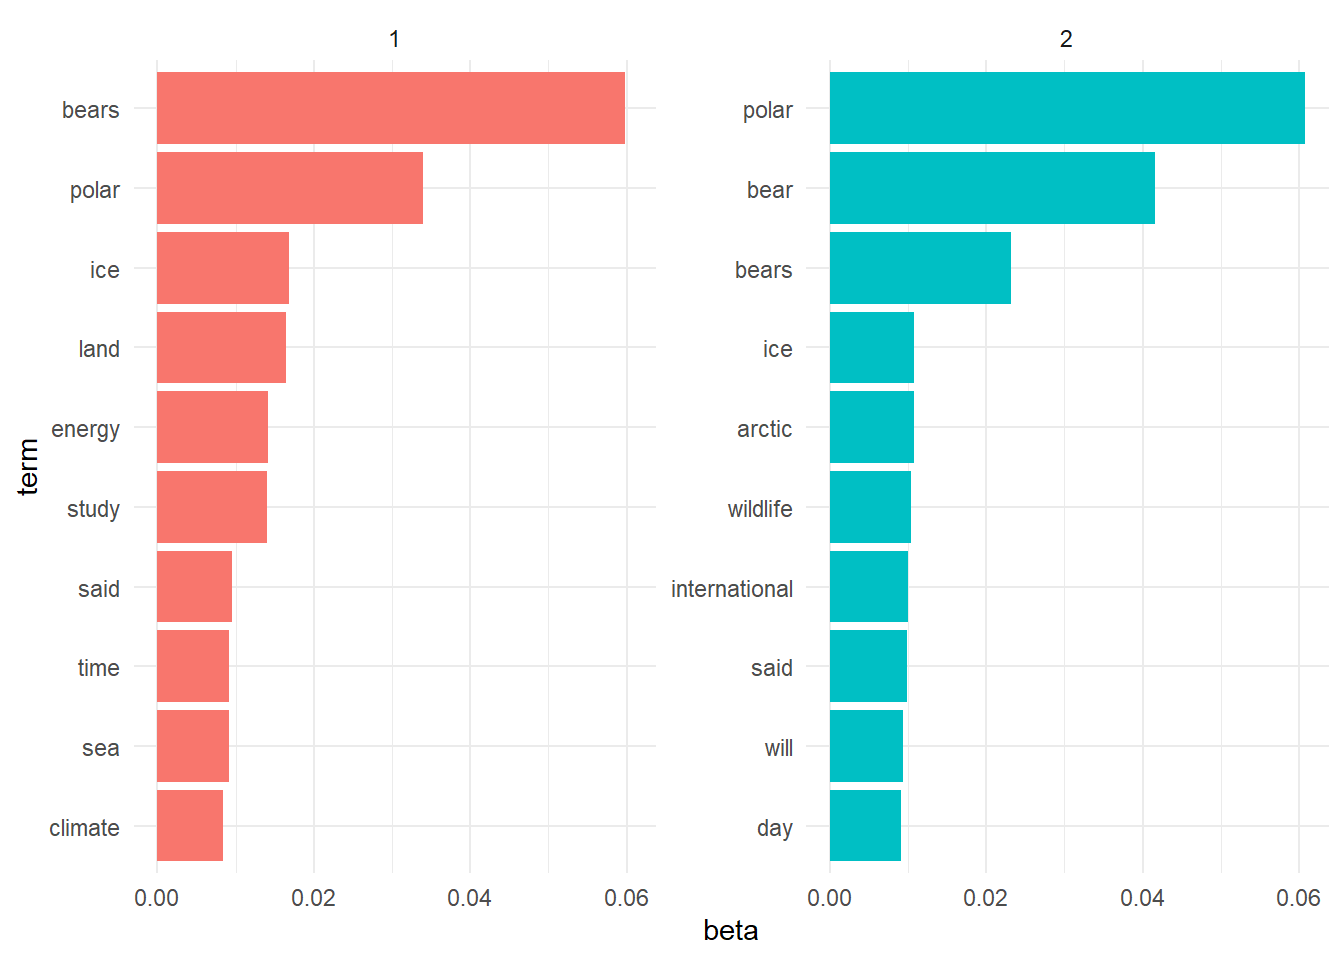 1
bears
polar
ice
land
energy
study
said
time
sea
climate
0.00 0.02 0.04 0.06
2
polar
bear
bears
ice
arctic
wildlife
international
said
will
day
0.00 0.02 0.04 0.06
term
beta